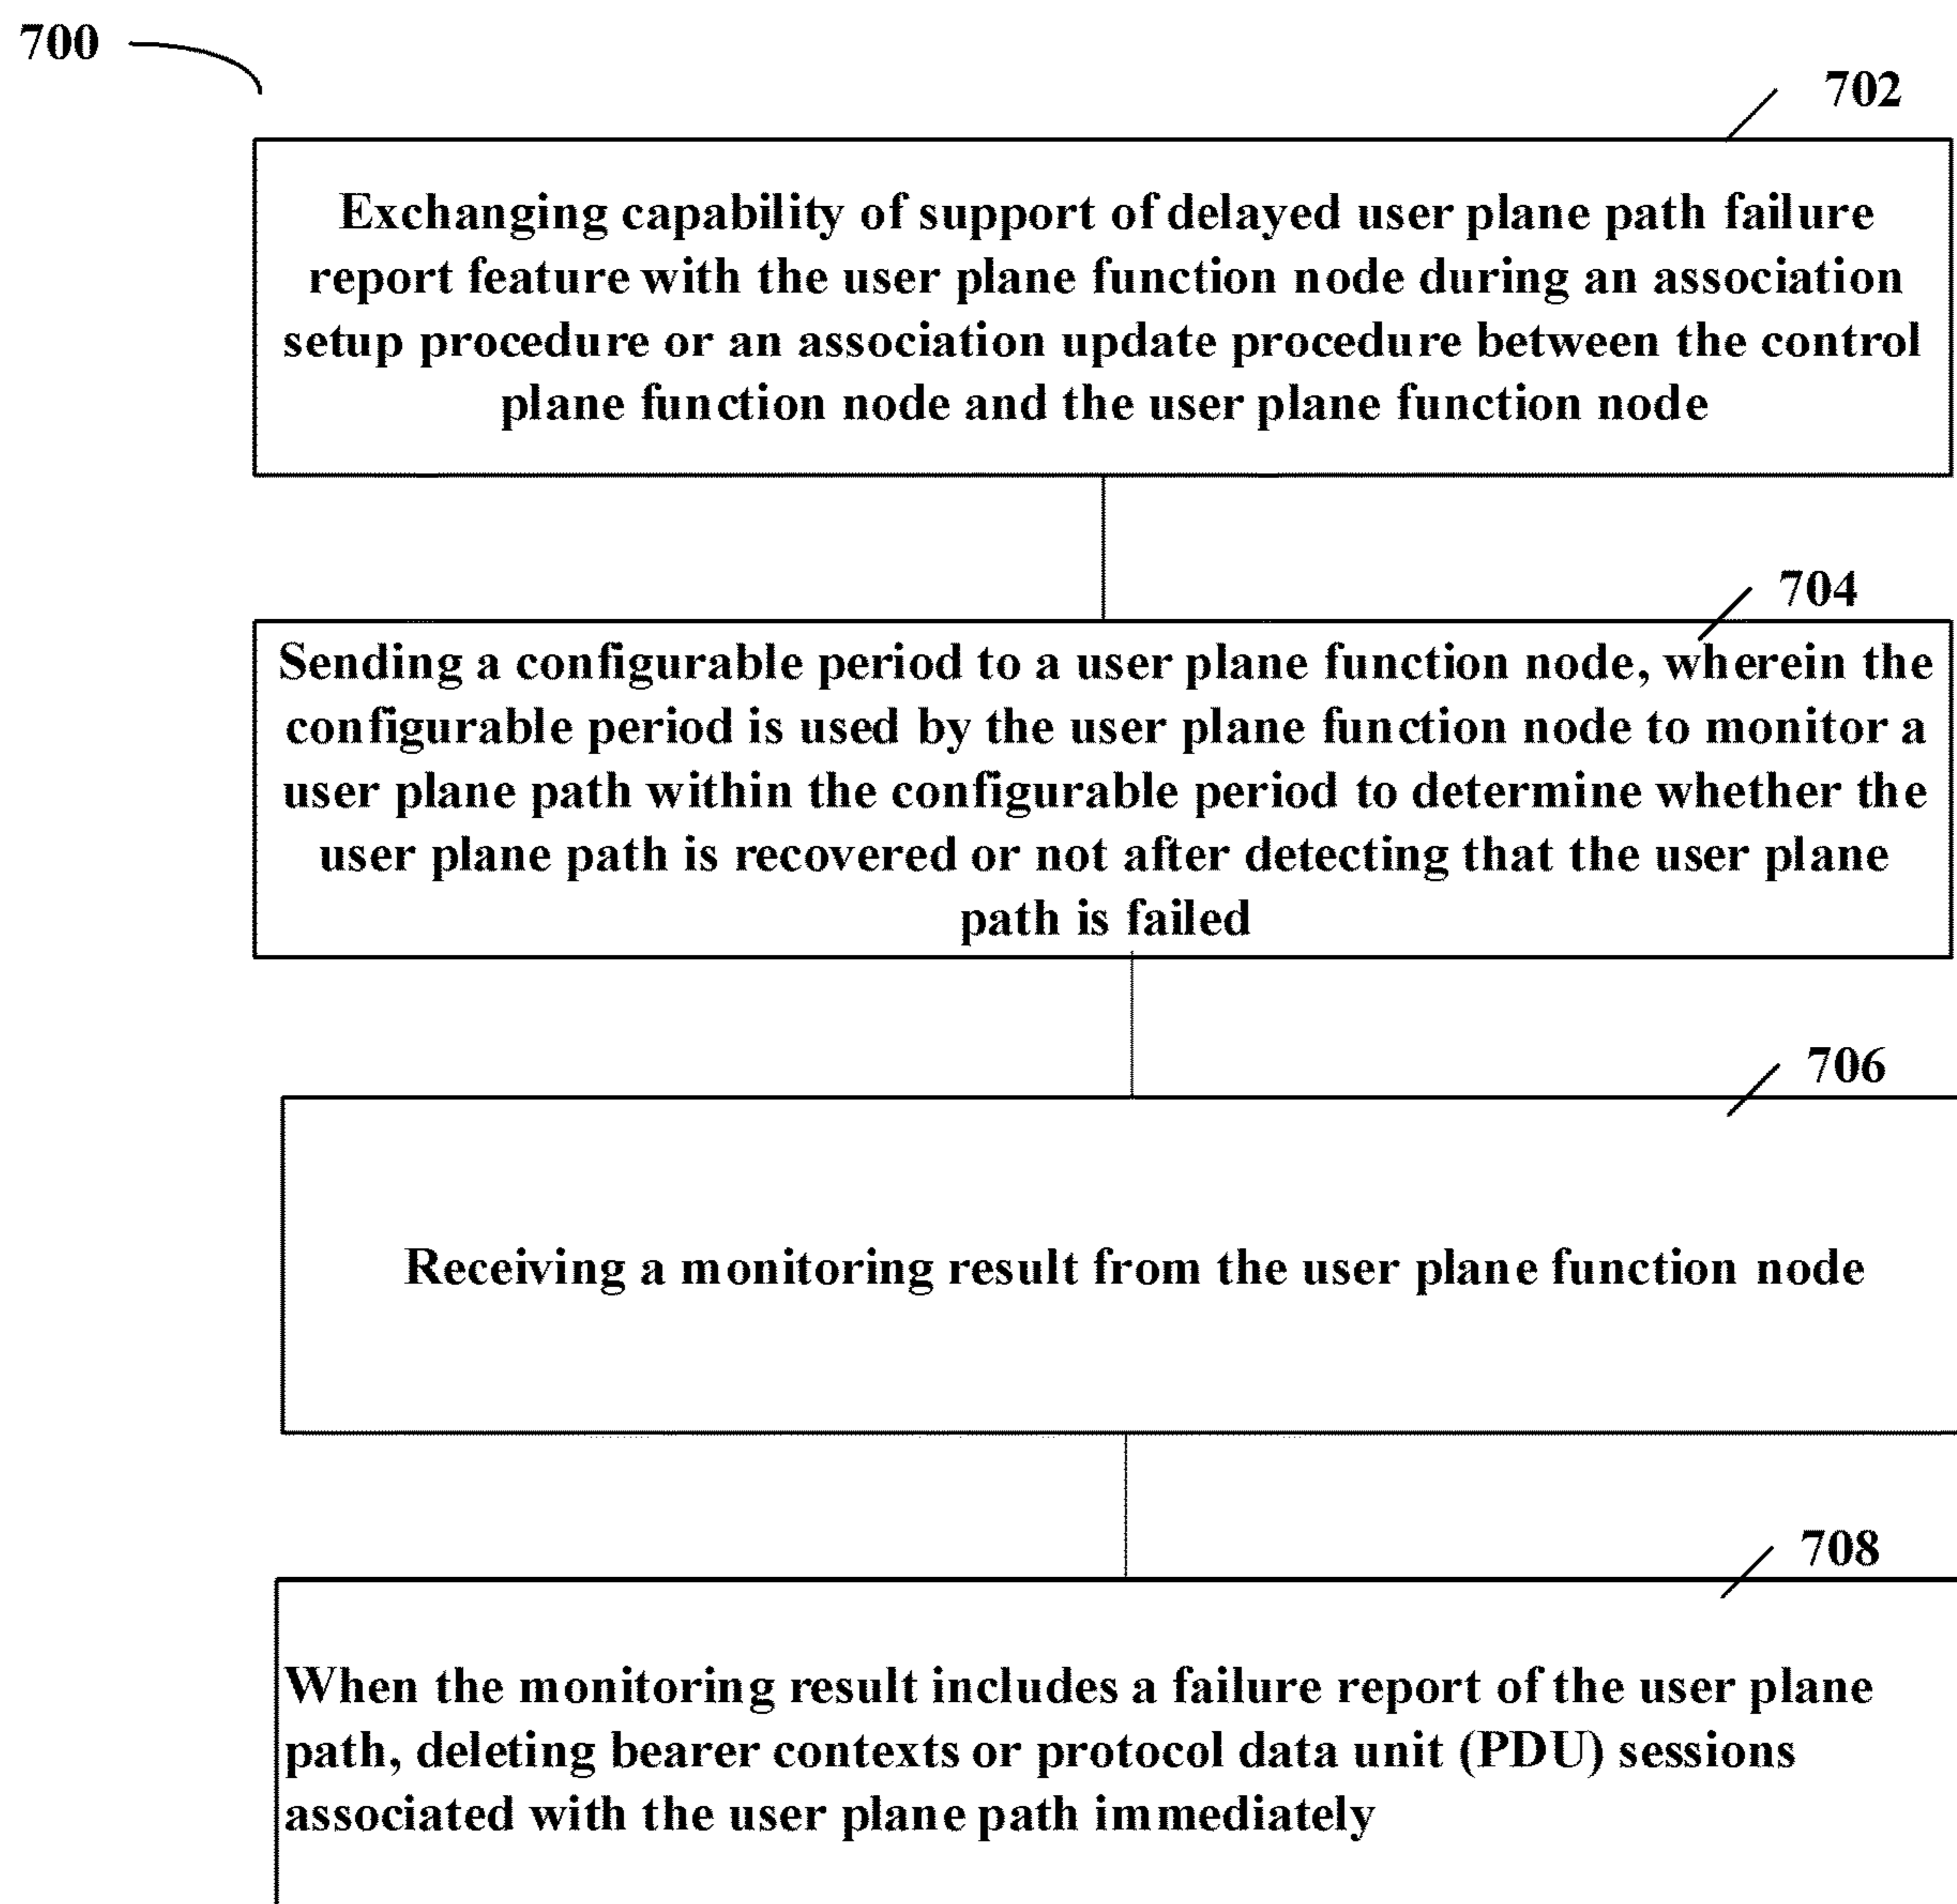 700
702
Exchanging capability of support of delayed user plane path failure
report feature with the user plane function node during an association
setup procedure or an association update procedure between the control
plane function node and the user plane function node
704
Sending a configurable period to a user plane function node, wherein the
configurable period is used by the user plane function node to monitor a
user plane path within the configurable period to determine whether the
user plane path is recovered or not after detecting that the user plane
path is failed
706
Receiving a monitoring result from the user plane function node
708
When the monitoring result includes a failure report of the user plane
path, deleting bearer contexts or protocol data unit (PDU) sessions
associated with the user plane path immediately